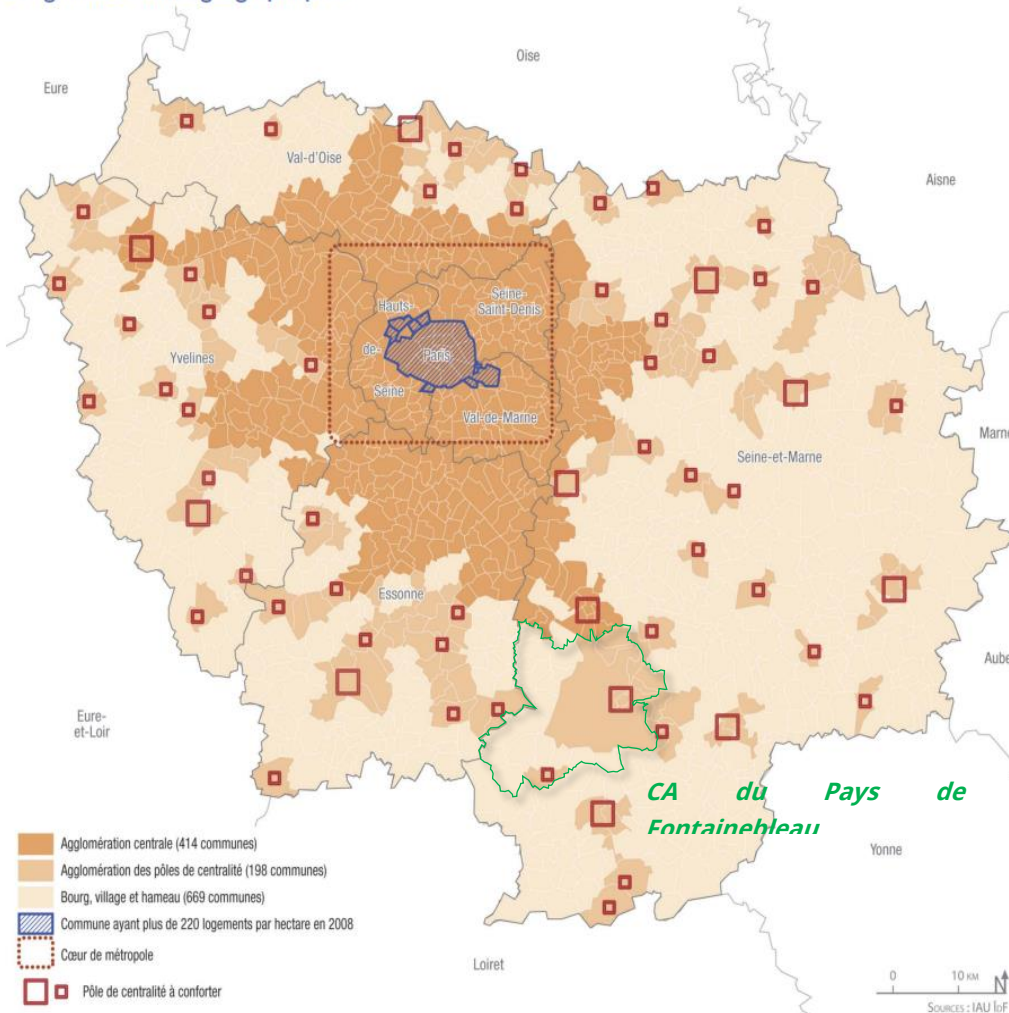 Oise
Eure
Val-d'Oise
Aisne
Hauts-
Seine-
Saint-Denis
de-
Paris
Yvelines
Seine
Val-de-Marne
Marne
Seine-et-Marne
Essonne
Aube
Eure-
et-Loir
CA du Pays de
Fontainebleau
Yonne
Agglomération centrale (414 communes)
Agglomération des pôles de centralité (198 communes)
Bourg, village et hameau (669 communes)
Commune ayant plus de 220 logements par hectare en 2008
Cœur de métropole
Pôle de centralité à conforter
Loiret
0 10 KM
N
SOURCES : IAU ÎDF